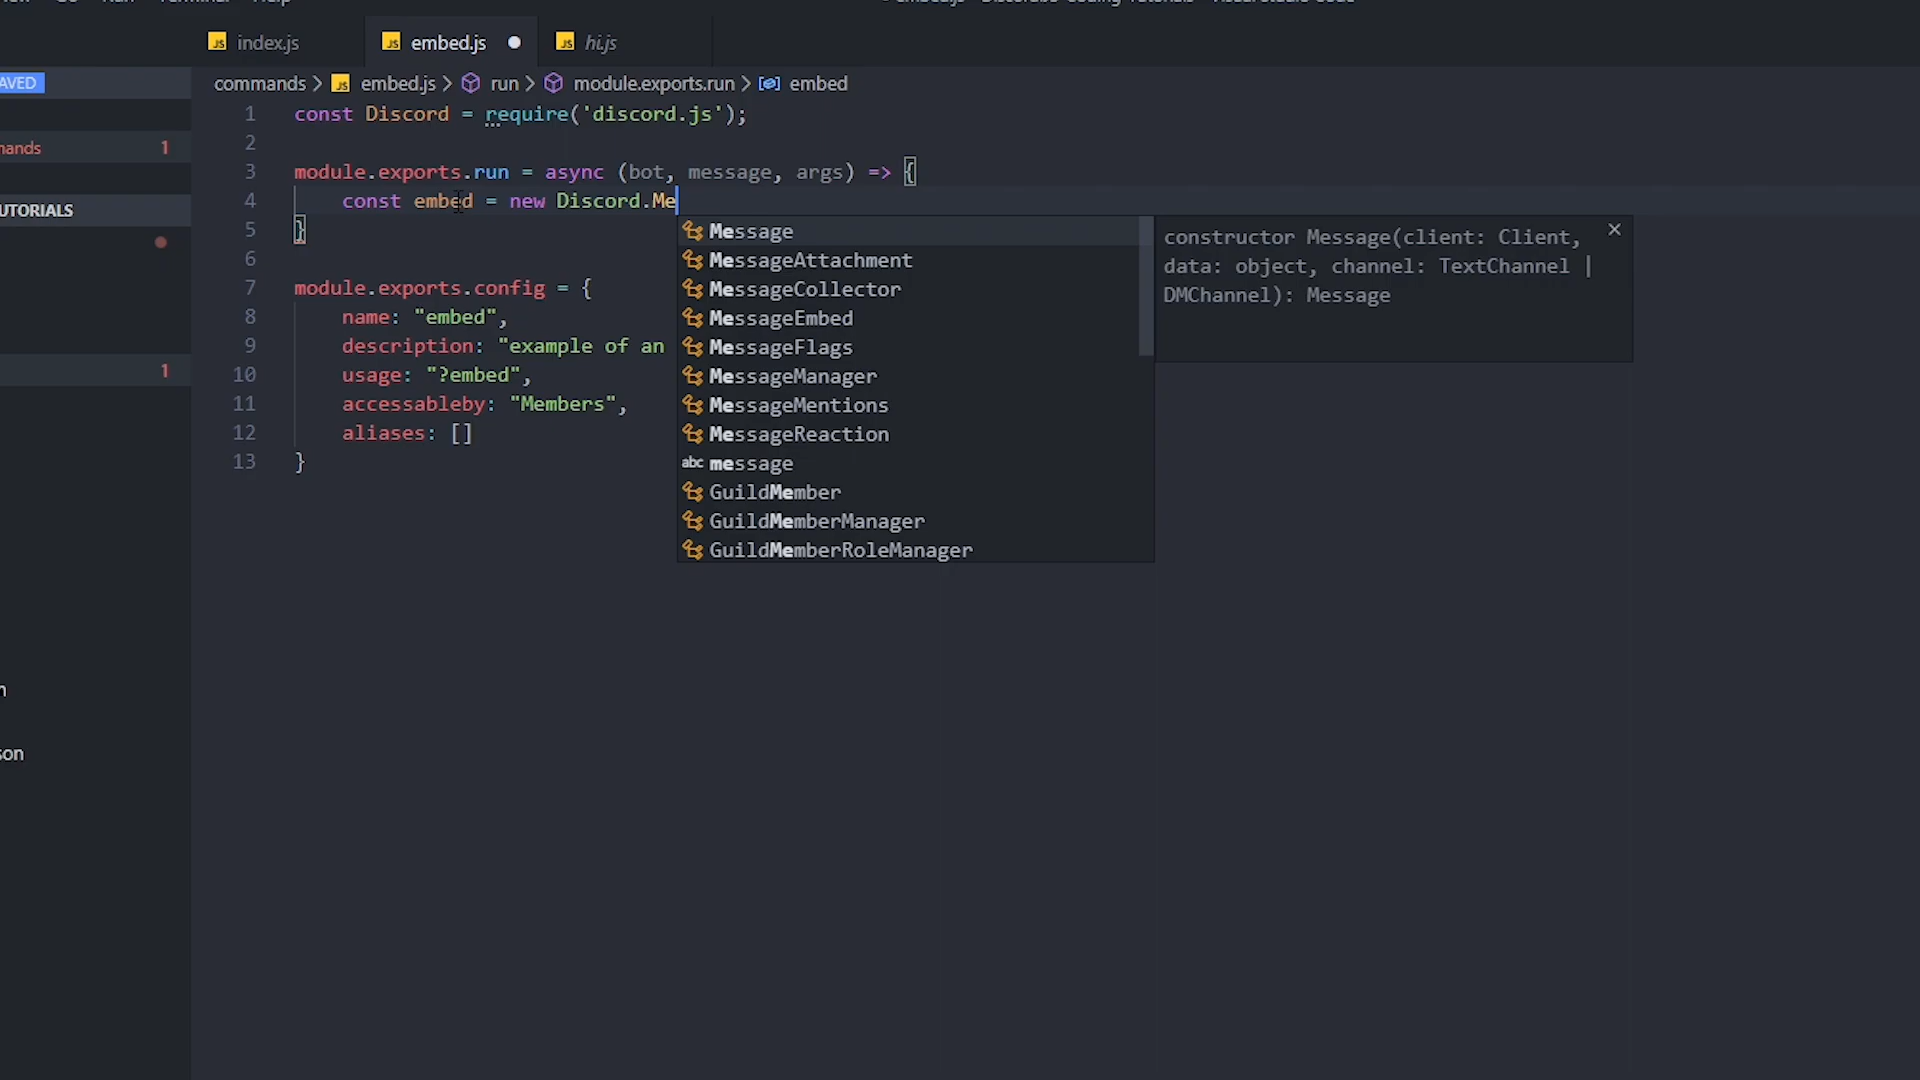 index.js embed.js hi.js
AVED
commands > embed.js > run > module.exports.run > embed
1 const Discord = require('discord.js');
2
ands 1
3 module.exports.run = async (bot, message, args) => {
UTORIALS
4 const embed = new Discord.Me
5 }
6
7 module.exports.config = {
8 name: "embed",
9 description: "example of an
10 usage: "?embed",
11 accessableby: "Members",
12 aliases: []
13 }
1
Message
MessageAttachment
MessageCollector
MessageEmbed
MessageFlags
MessageManager
MessageMentions
MessageReaction
abc message
GuildMember
GuildMemberManager
GuildMemberRoleManager
constructor Message(client: Client,
data: object, channel: TextChannel |
DMChannel): Message
son